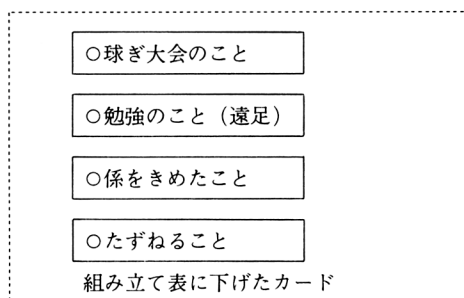 ○球ぎ大会のこと
○勉強のこと（遠足）
○係をきめたこと
○たずねること
組み立て表に下げたカード